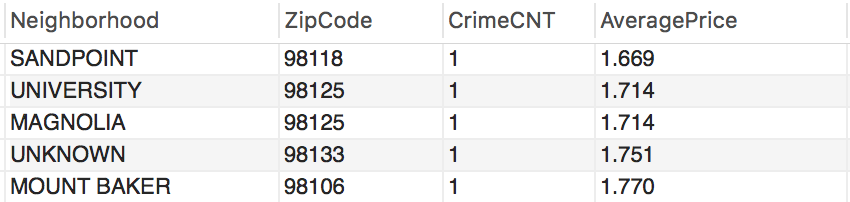 Neighborhood ZipCode CrimeCNT AveragePrice
SANDPOINT 98118 1 1.669
UNIVERSITY 98125 1 1.714
MAGNOLIA 98125 1 1.714
UNKNOWN 98133 1 1.751
MOUNT BAKER 98106 1 1.770